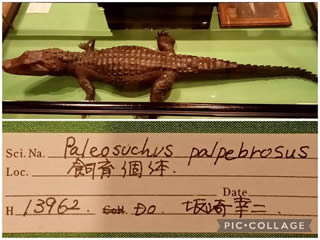 Sci.Na. Paleosuchus palpebrosus
Loc. 飼育個体.
Date
H 13962. Coll. Do. 坂崎幸二
PIC•COLLAGE